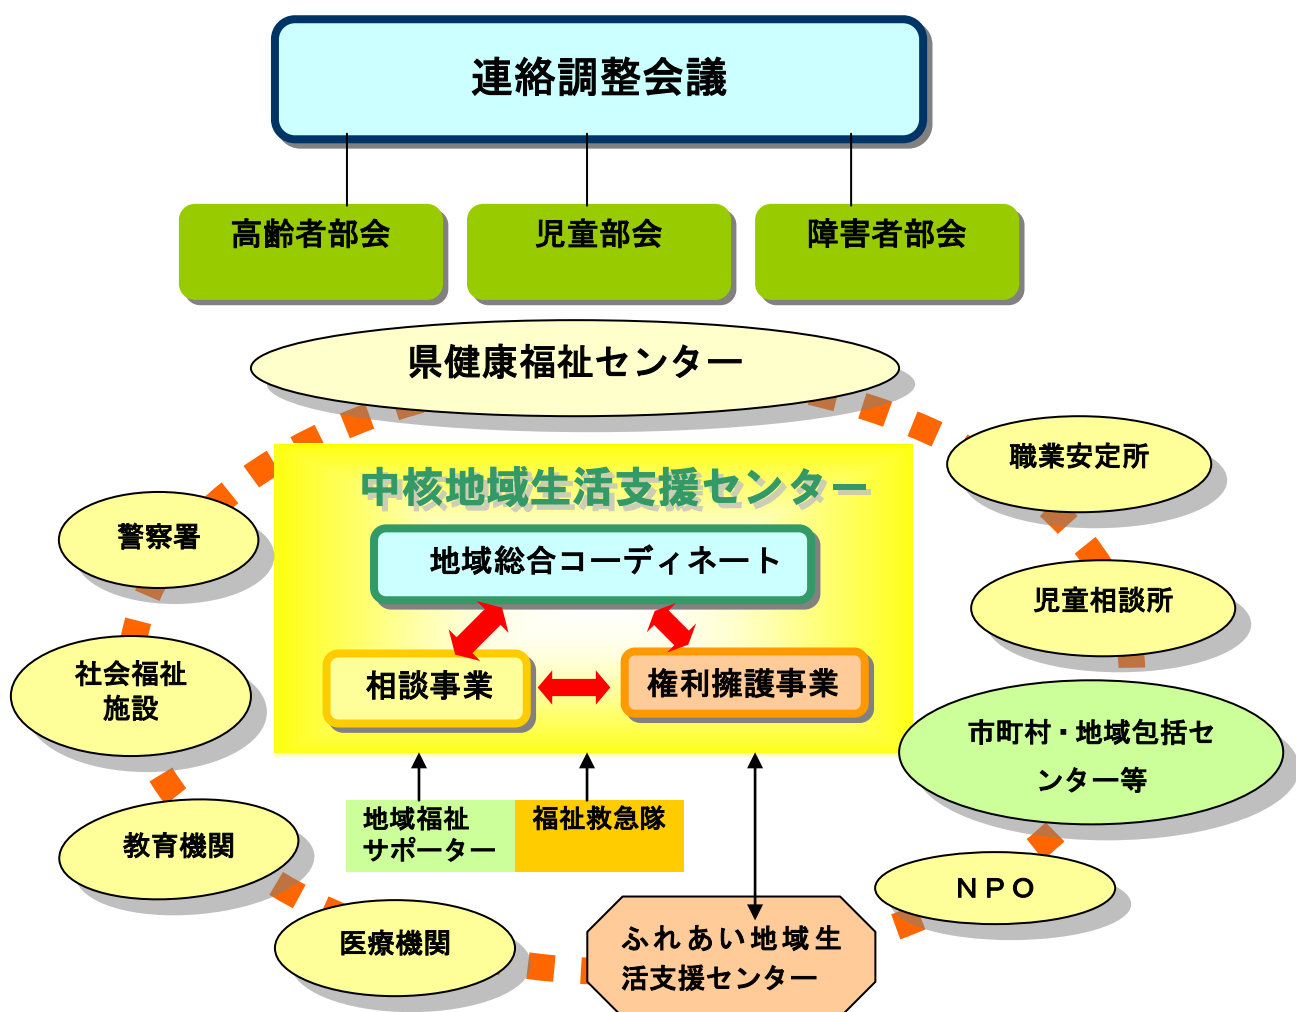 連絡調整会議
高齢者部会
児童部会
障害者部会
県健康福祉センター
職業安定所
中核地域生活支援センター
警察署
地域総合コーディネート
児童相談所
社会福祉
施設
相談事業
権利擁護事業
市町村・地域包括セ
ンター等
地域福祉
サポーター
福祉救急隊
教育機関
ＮＰＯ
医療機関
ふれあい地域生
活支援センター